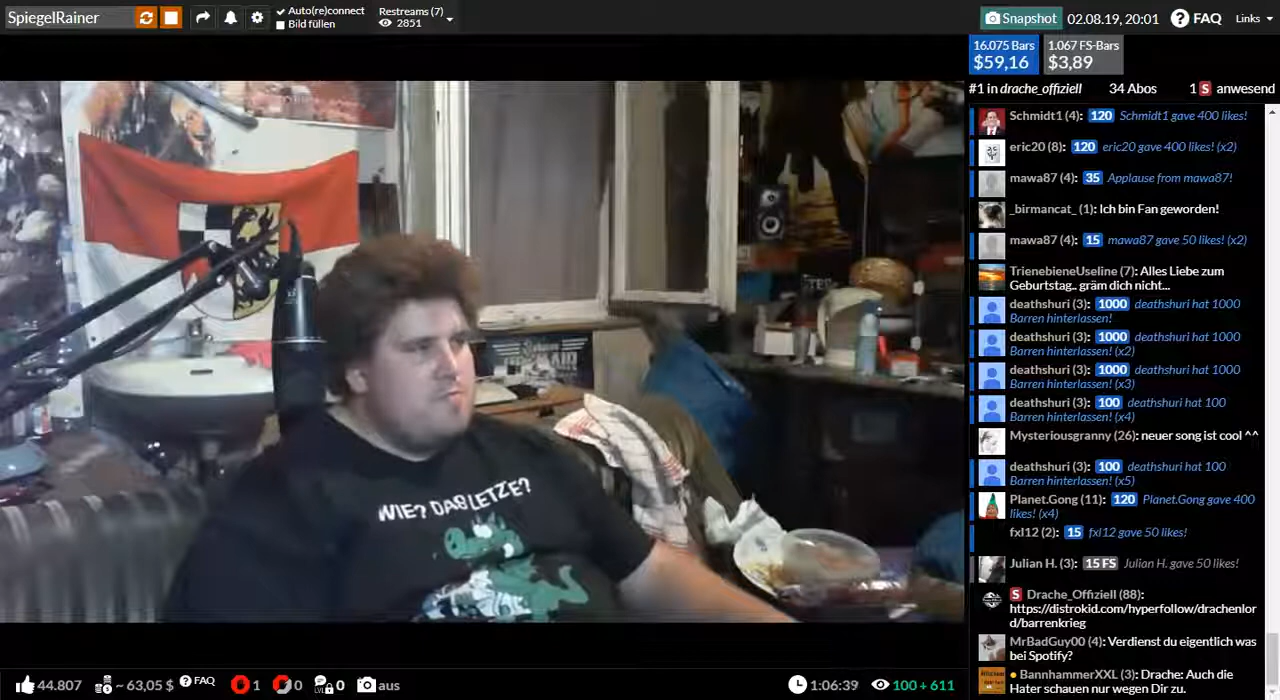 SpiegelRainer
Auto(re)connect
Bild füllen
Restreams (7)
2851
Snapshot
02.08.19, 20:01
? FAQ
Links
16.075 Bars
$59,16
1.067 FS-Bars
$3,89
#1 in drache_offiziell
34 Abos
1 S anwesend
Schmidt1 (4): 120 Schmidt1 gave 400 likes!
eric20 (8): 120 eric20 gave 400 likes! (x2)
mawa87 (4): 35 Applause from mawa87!
_birmancat_ (1): Ich bin Fan geworden!
mawa87 (4): 15 mawa87 gave 50 likes! (x2)
TrienebieneUseline (7): Alles Liebe zum
Geburtstag.. gräm dich nicht...
deathshuri (3): 1000 deathshuri hat 1000
Barren hinterlassen!
deathshuri (3): 1000 deathshuri hat 1000
Barren hinterlassen! (x2)
deathshuri (3): 1000 deathshuri hat 1000
Barren hinterlassen! (x3)
deathshuri (3): 100 deathshuri hat 100
Barren hinterlassen! (x4)
Mysteriousgranny (26): neuer song ist cool ^^
deathshuri (3): 100 deathshuri hat 100
Barren hinterlassen! (x5)
Planet.Gong (11): 120 Planet.Gong gave 400
likes! (x4)
fxl12 (2): 15 fxl12 gave 50 likes!
Julian H. (3): 15 FS Julian H. gave 50 likes!
S Drache_Offiziell (88):
https://distrokid.com/hyperfollow/drachenlor
d/barrenkrieg
MrBadGuy00 (4): Verdienst du eigentlich was
bei Spotify?
BannhammerXXL (3): Drache: Auch die
Hater schauen nur wegen Dir zu.
WIE? DAS LETZE?
44.807
~ 63,05 $
? FAQ
1
0
aus
1:06:39
100 + 611